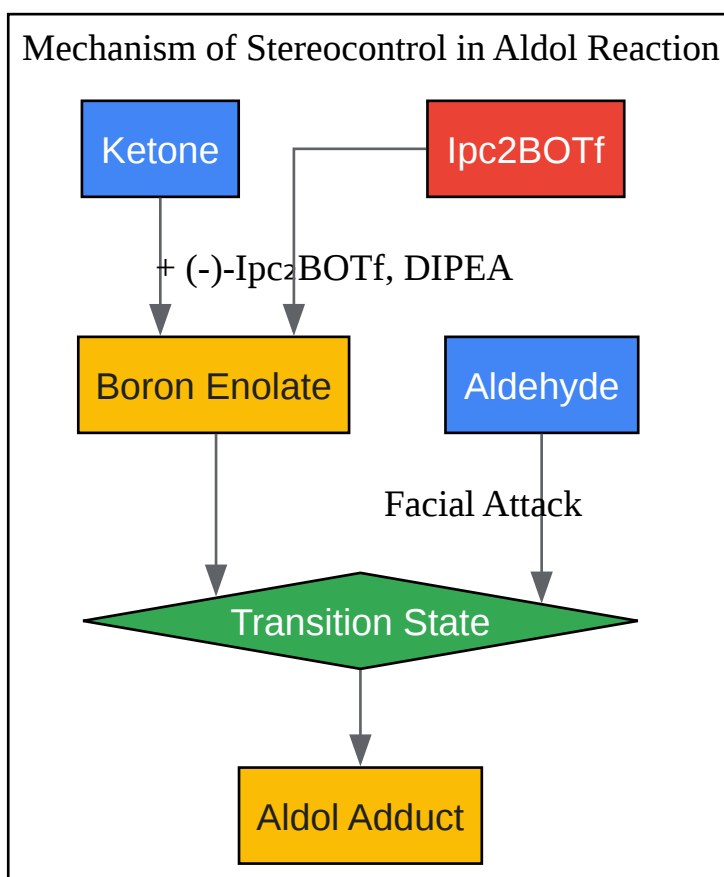 Mechanism of Stereocontrol in Aldol Reaction
Ketone
Ipc2BOTf
+ (-)-Ipc₂BOTf, DIPEA
Boron Enolate
Aldehyde
Facial Attack
Transition State
Aldol Adduct